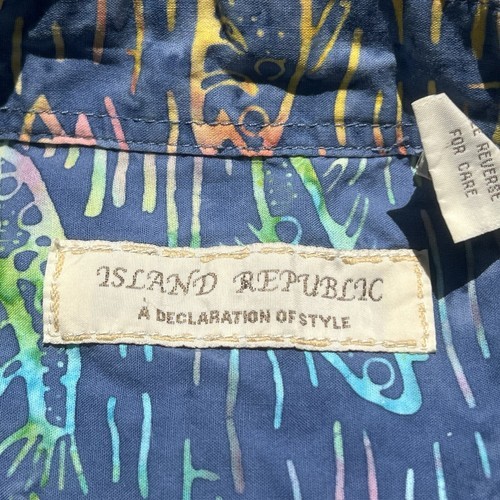 ISLAND REPUBLIC
A DECLARATION OF STYLE
REVERSE
FOR CARE